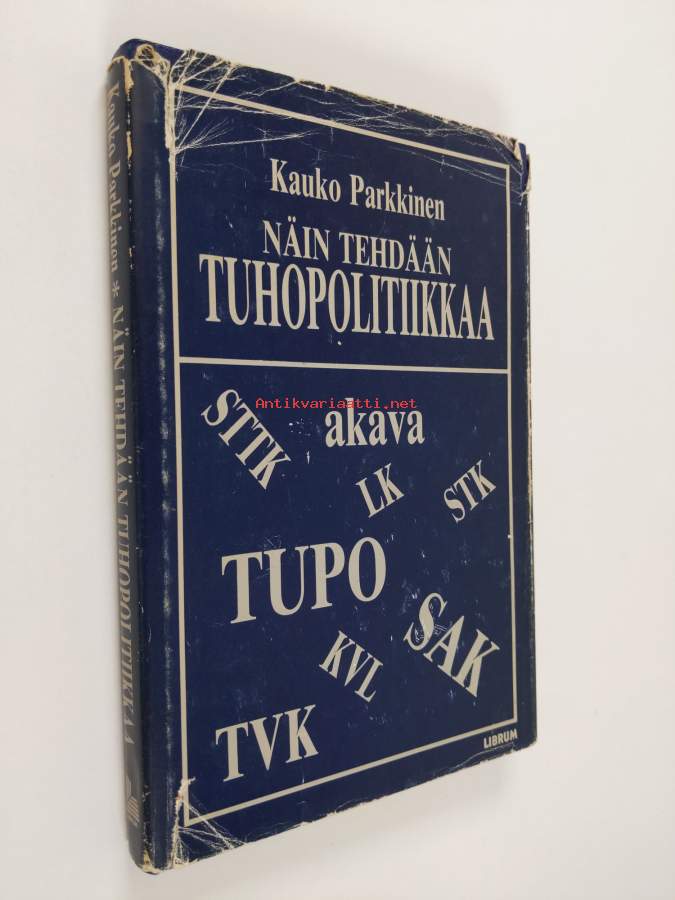 Kauko Parkkinen * NÄIN TEHDÄÄN TUHOPOLITIIKKAA
Kauko Parkkinen
NÄIN TEHDÄÄN
TUHOPOLITIIKKAA
Antikvariaatti.net
STTK
akava
LK
STK
TUPO
SAK
KVL
TVK
LIBRUM